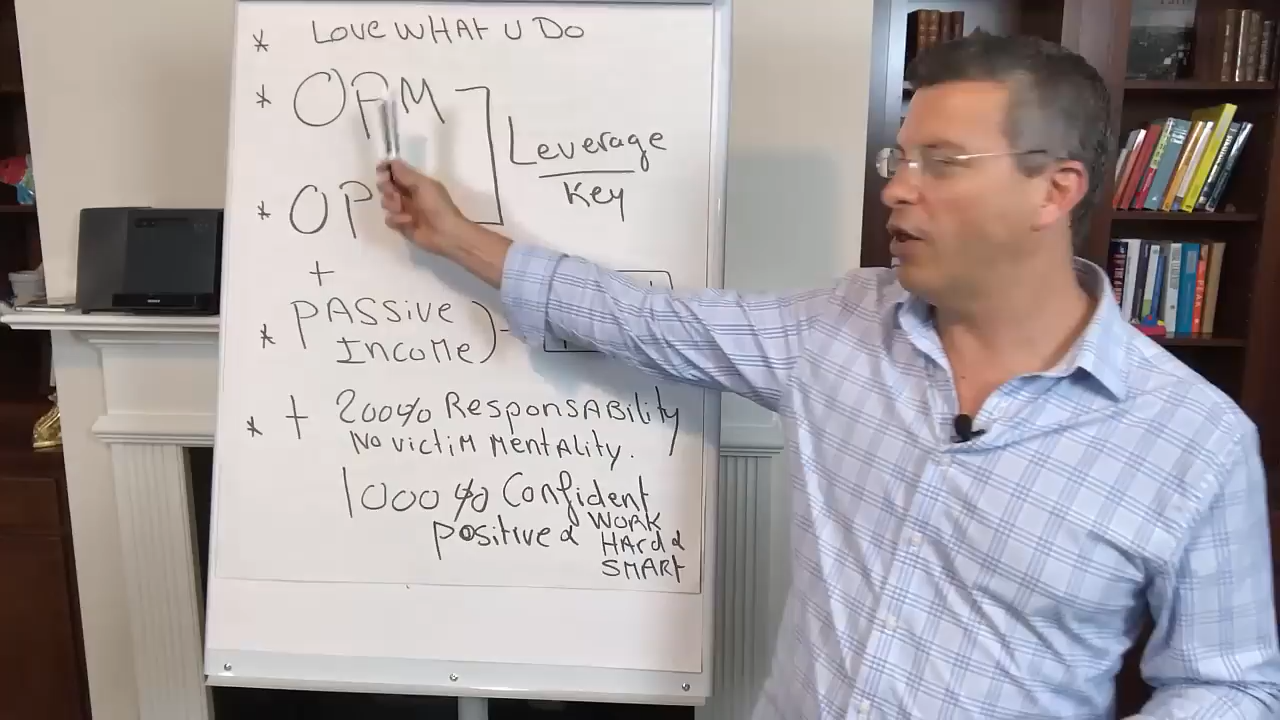 * LOVE WHAT U DO
* OPM
Leverage
Key
* OP
+
* PASSIVE
INCOME)
* + 200% RESPONSABILITY
NO VICTIM MENTALITY.
1000% Confident
positive & WORK
HARD &
SMART